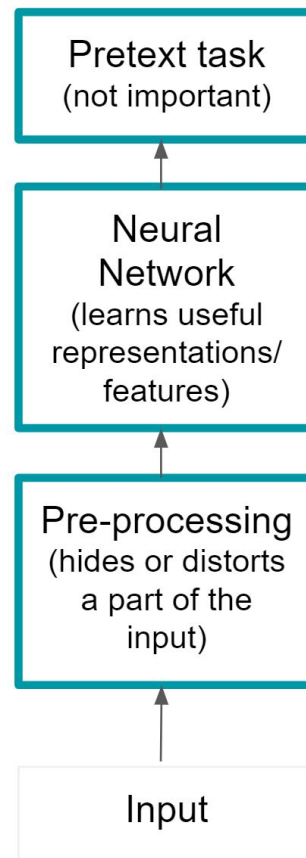 Pretext task
(not important)
Neural
Network
(learns useful
representations/
features)
Pre-processing
(hides or distorts
a part of the
input)
Input